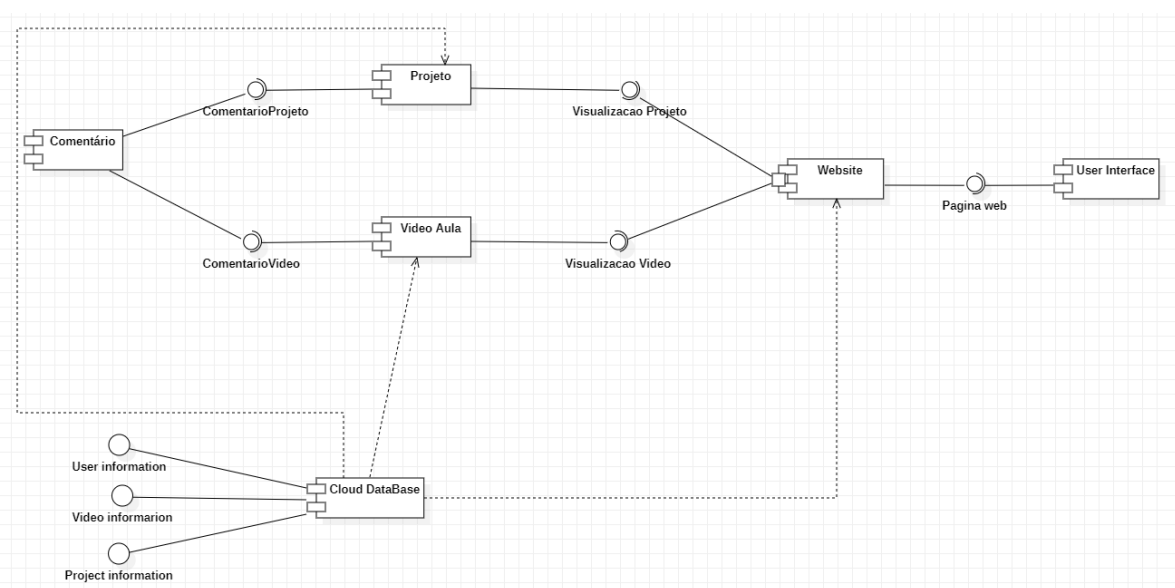 Projeto
ComentarioProjeto
Visualizacao Projeto
Comentário
Website
User Interface
Pagina web
Video Aula
ComentarioVideo
Visualizacao Video
User information
Cloud DataBase
Video informarion
Project information